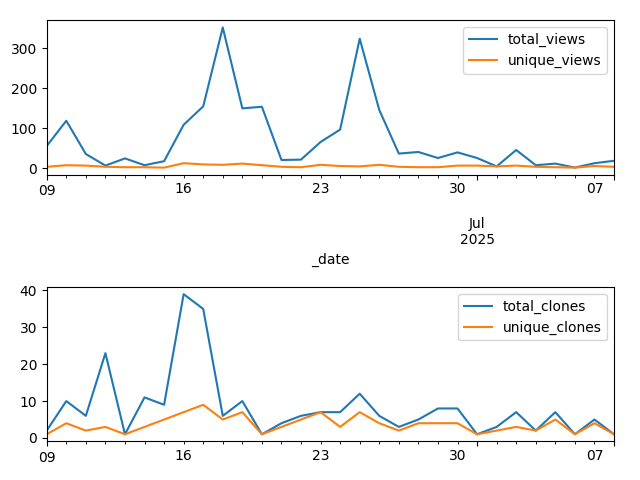 total_views
unique_views
300
200
100
0
09 16 23 30 07
Jul
2025
_date
total_clones
unique_clones
40
30
20
10
0
09 16 23 30 07